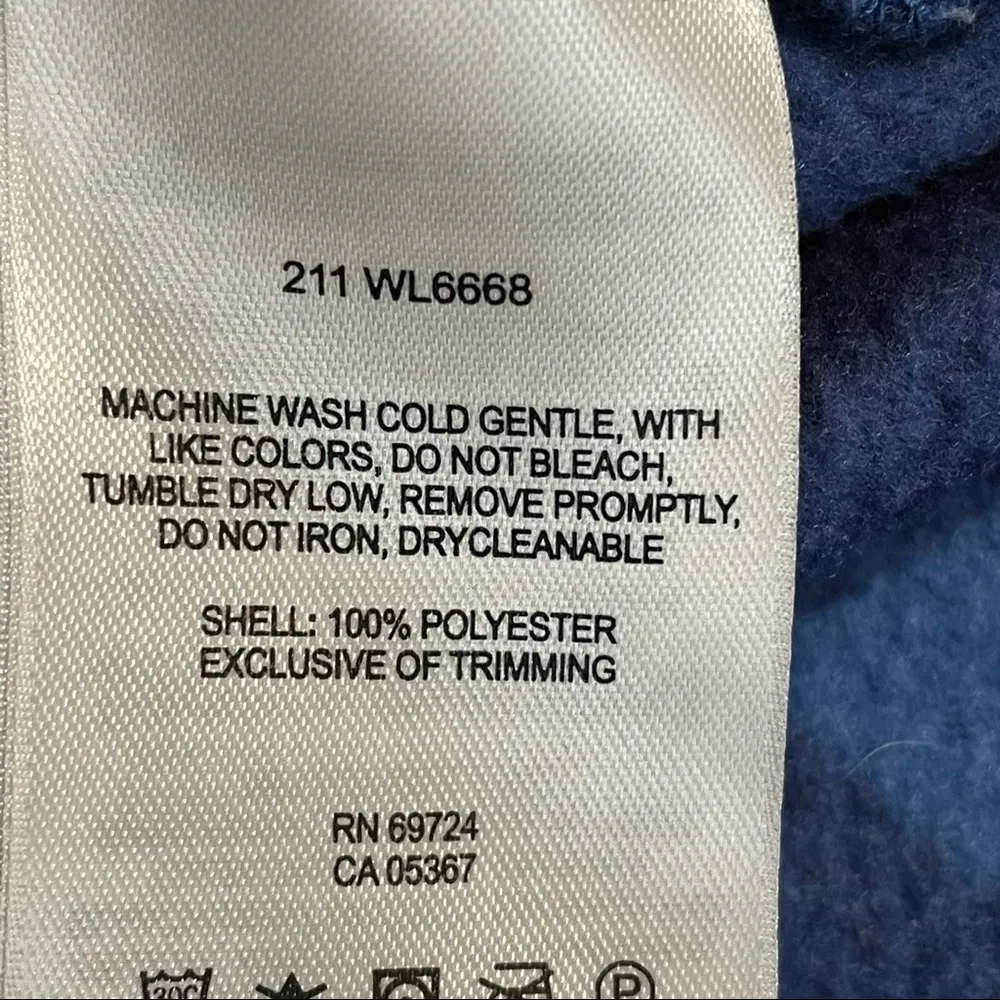 211 WL6668
MACHINE WASH COLD GENTLE, WITH
LIKE COLORS, DO NOT BLEACH,
TUMBLE DRY LOW, REMOVE PROMPTLY,
DO NOT IRON, DRYCLEANABLE
SHELL: 100% POLYESTER
EXCLUSIVE OF TRIMMING
RN 69724
CA 05367
30C P